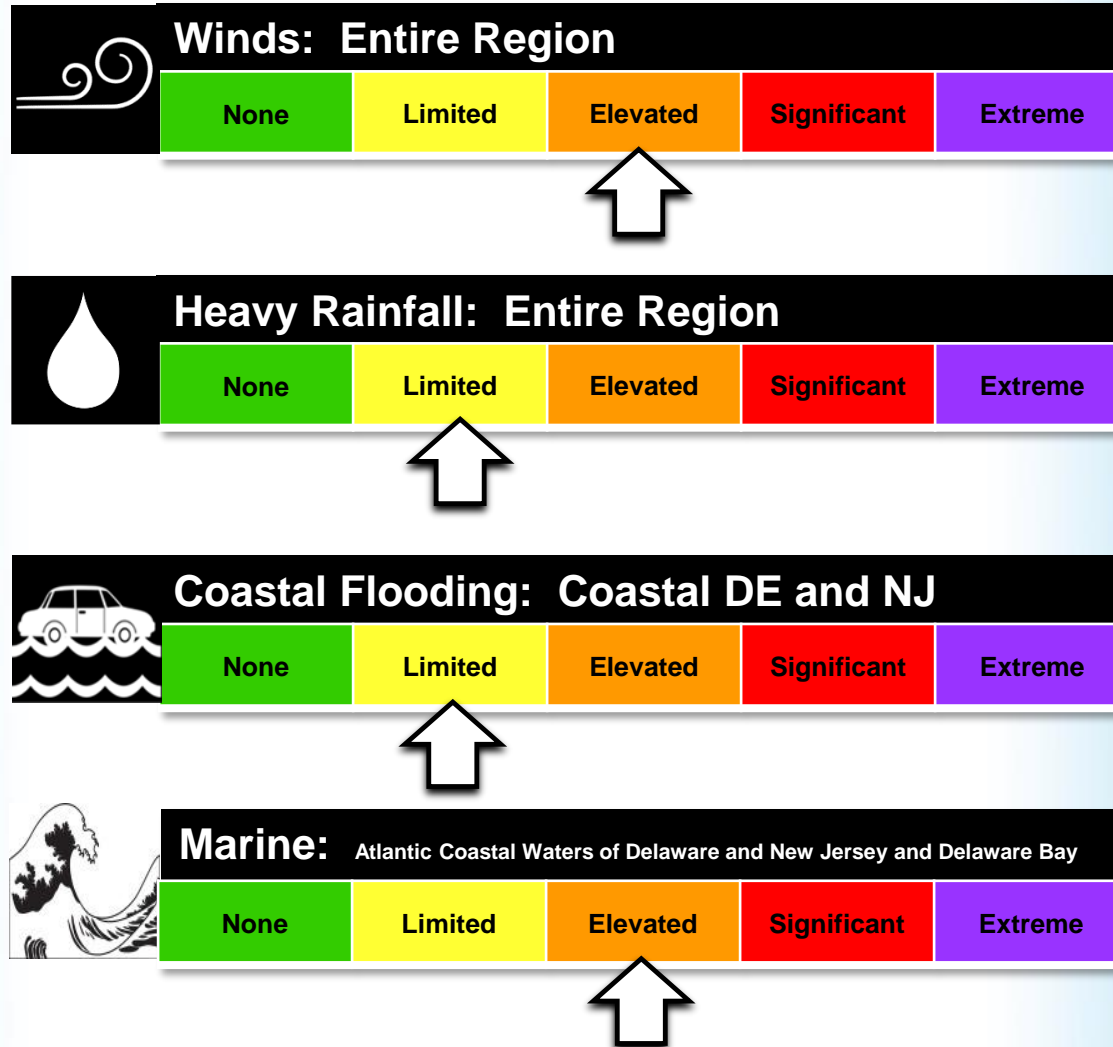 Winds: Entire Region
None Limited Elevated Significant Extreme
Heavy Rainfall: Entire Region
None Limited Elevated Significant Extreme
Coastal Flooding: Coastal DE and NJ
None Limited Elevated Significant Extreme
Marine: Atlantic Coastal Waters of Delaware and New Jersey and Delaware Bay
None Limited Elevated Significant Extreme